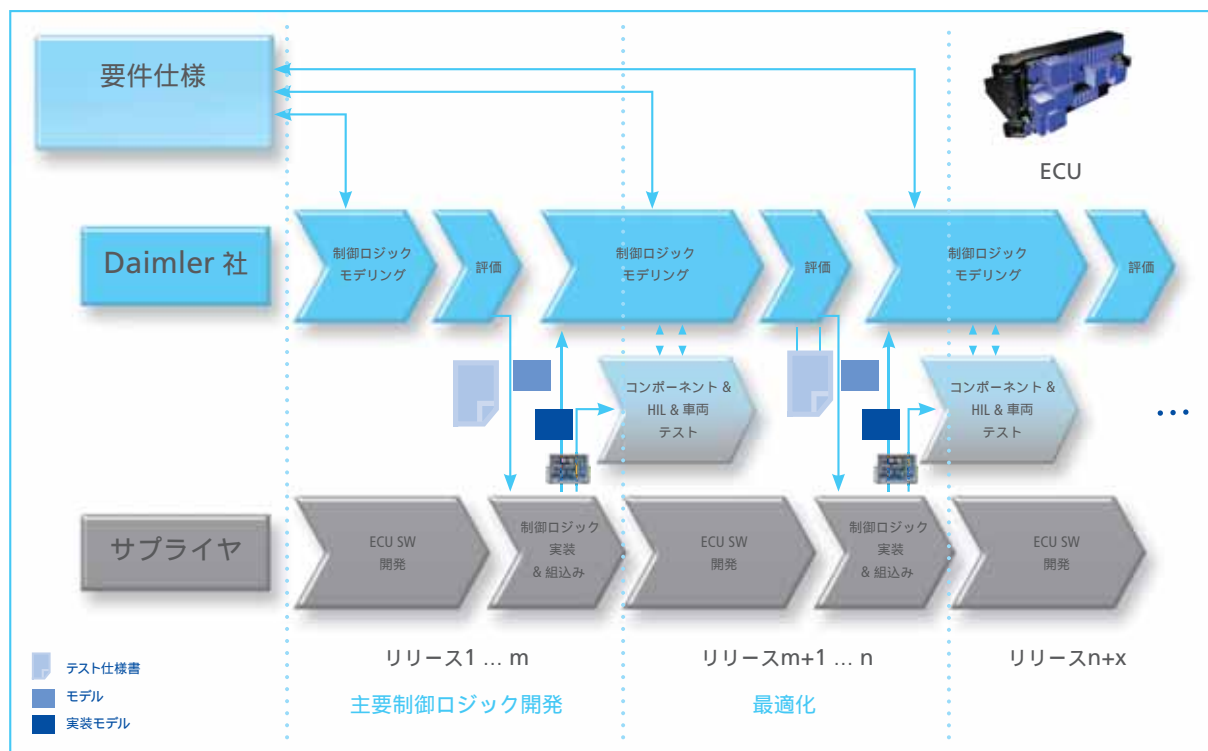 要件仕様
ECU
Daimler 社
制御ロジック
モデリング
評価
制御ロジック
モデリング
評価
制御ロジック
モデリング
評価
コンポーネント &
HIL & 車両
テスト
コンポーネント &
HIL & 車両
テスト
...
サプライヤ
ECU SW
開発
制御ロジック
実装
& 組込み
ECU SW
開発
制御ロジック
実装
& 組込み
ECU SW
開発
リリース1 ... m
リリースm+1 ... n
リリースn+x
主要制御ロジック開発
最適化
テスト仕様書
モデル
実装モデル